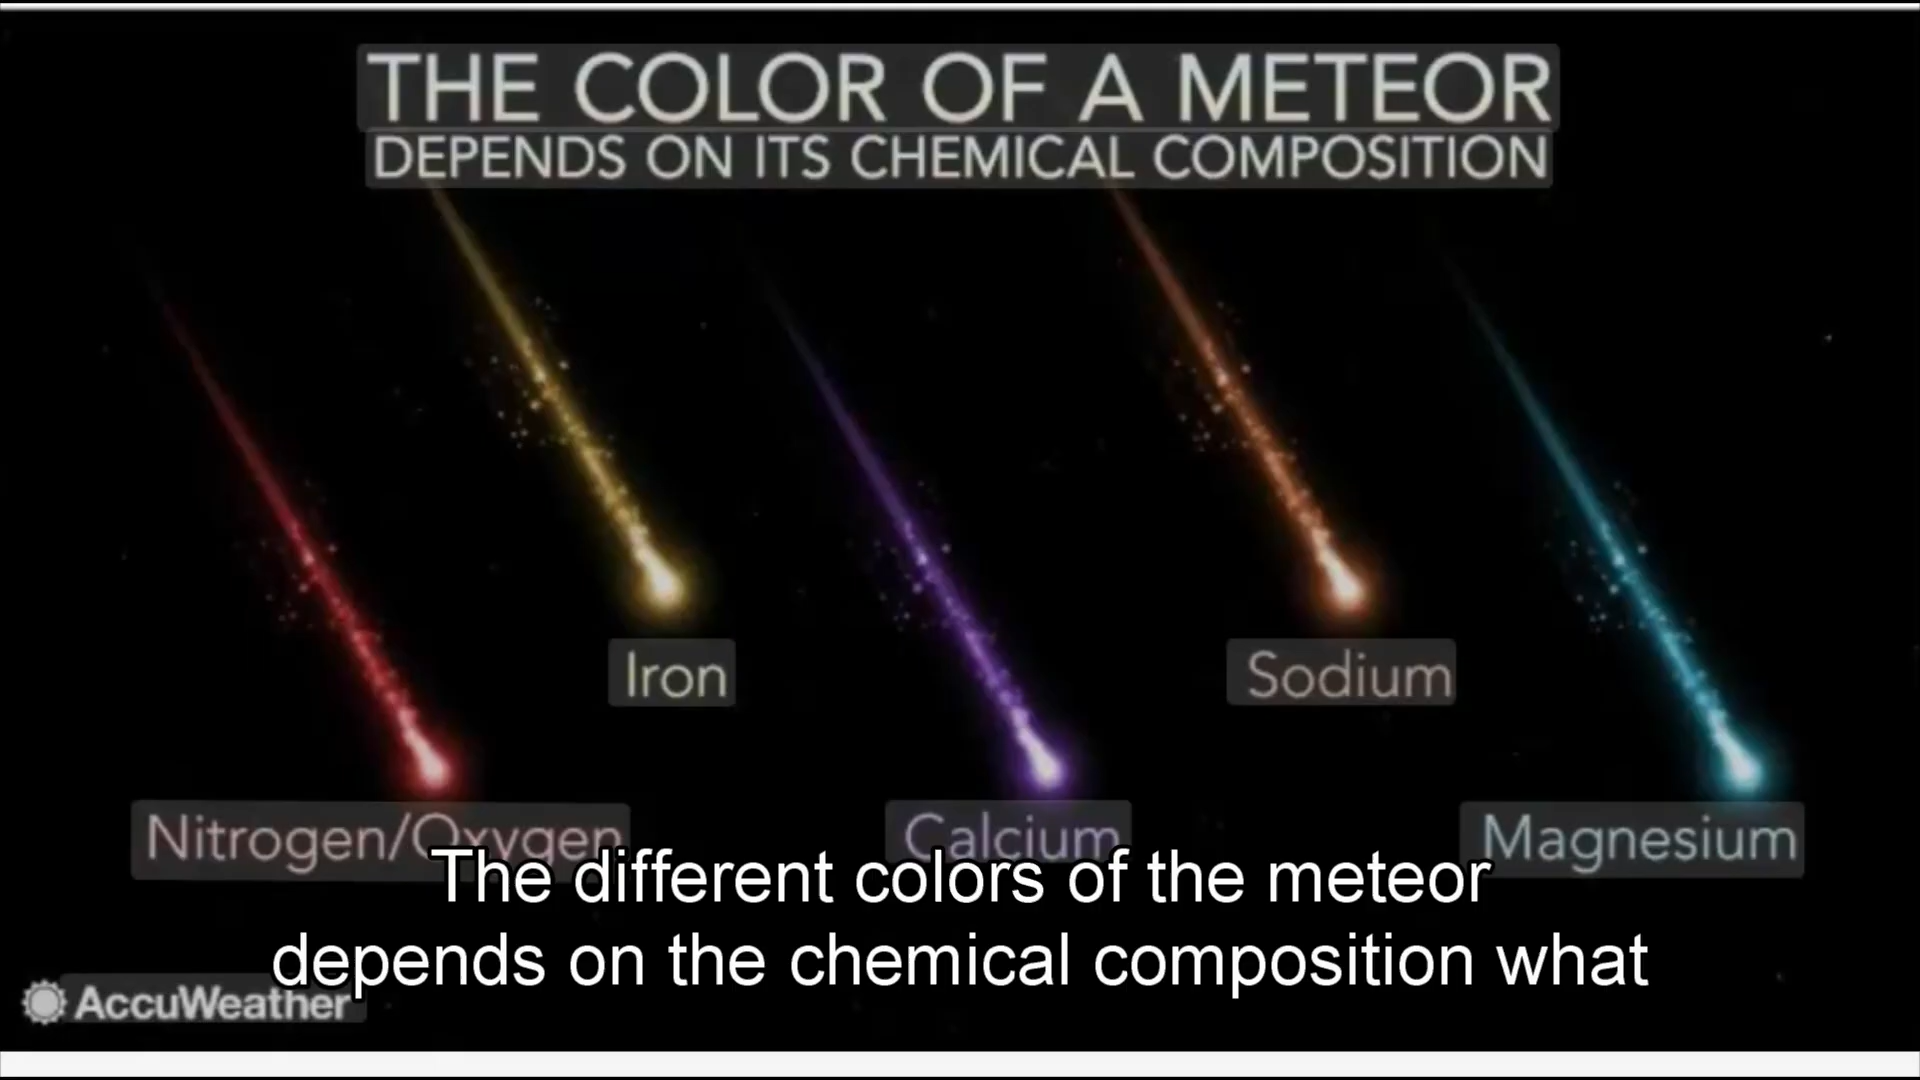 THE COLOR OF A METEOR
DEPENDS ON ITS CHEMICAL COMPOSITION
Iron
Sodium
Nitrogen/Oxygen
Calcium
Magnesium
The different colors of the meteor
depends on the chemical composition what
AccuWeather